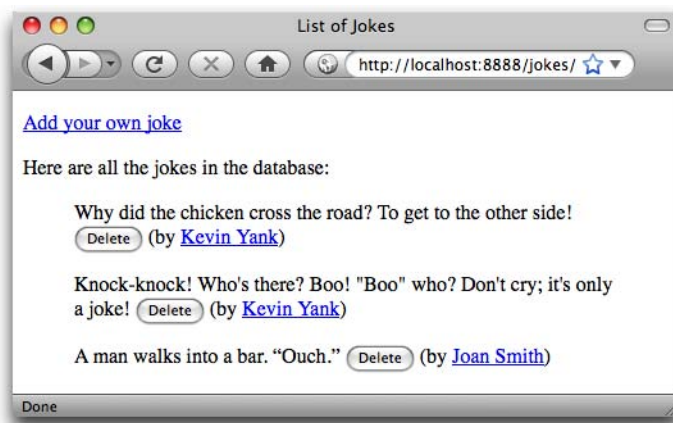 List of Jokes
http://localhost:8888/jokes/
Add your own joke
Here are all the jokes in the database:
Why did the chicken cross the road? To get to the other side!
Delete (by Kevin Yank)
Knock-knock! Who's there? Boo! "Boo" who? Don't cry; it's only
a joke! Delete (by Kevin Yank)
A man walks into a bar. “Ouch.” Delete (by Joan Smith)
Done